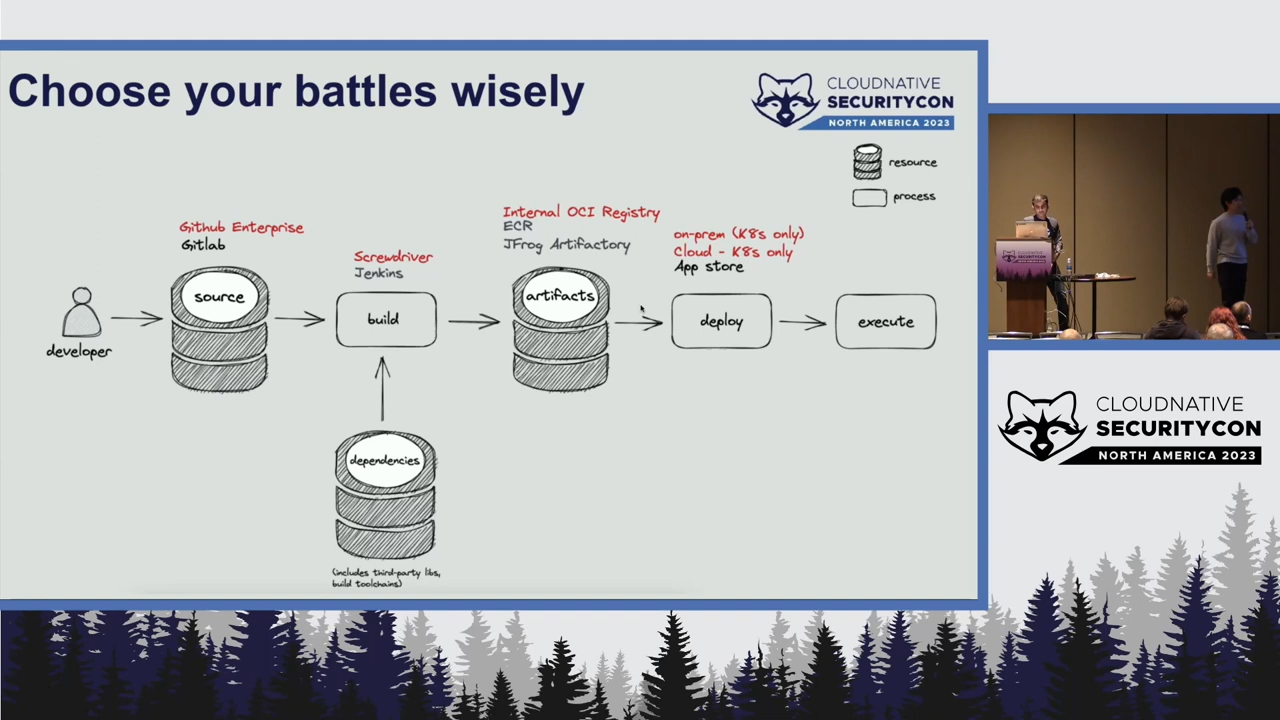 Choose your battles wisely
CLOUDNATIVE
SECURITYCON
NORTH AMERICA 2023
resource
process
Github Enterprise
Gitlab
Screwdriver
Jenkins
Internal OCI Registry
ECR
JFrog Artifactory
on-prem (K8s only)
Cloud - K8s only
App store
developer
source
build
artifacts
deploy
execute
dependencies
(includes third-party libs,
build toolchains)
CLOUDNATIVE
SECURITYCON
NORTH AMERICA 2023